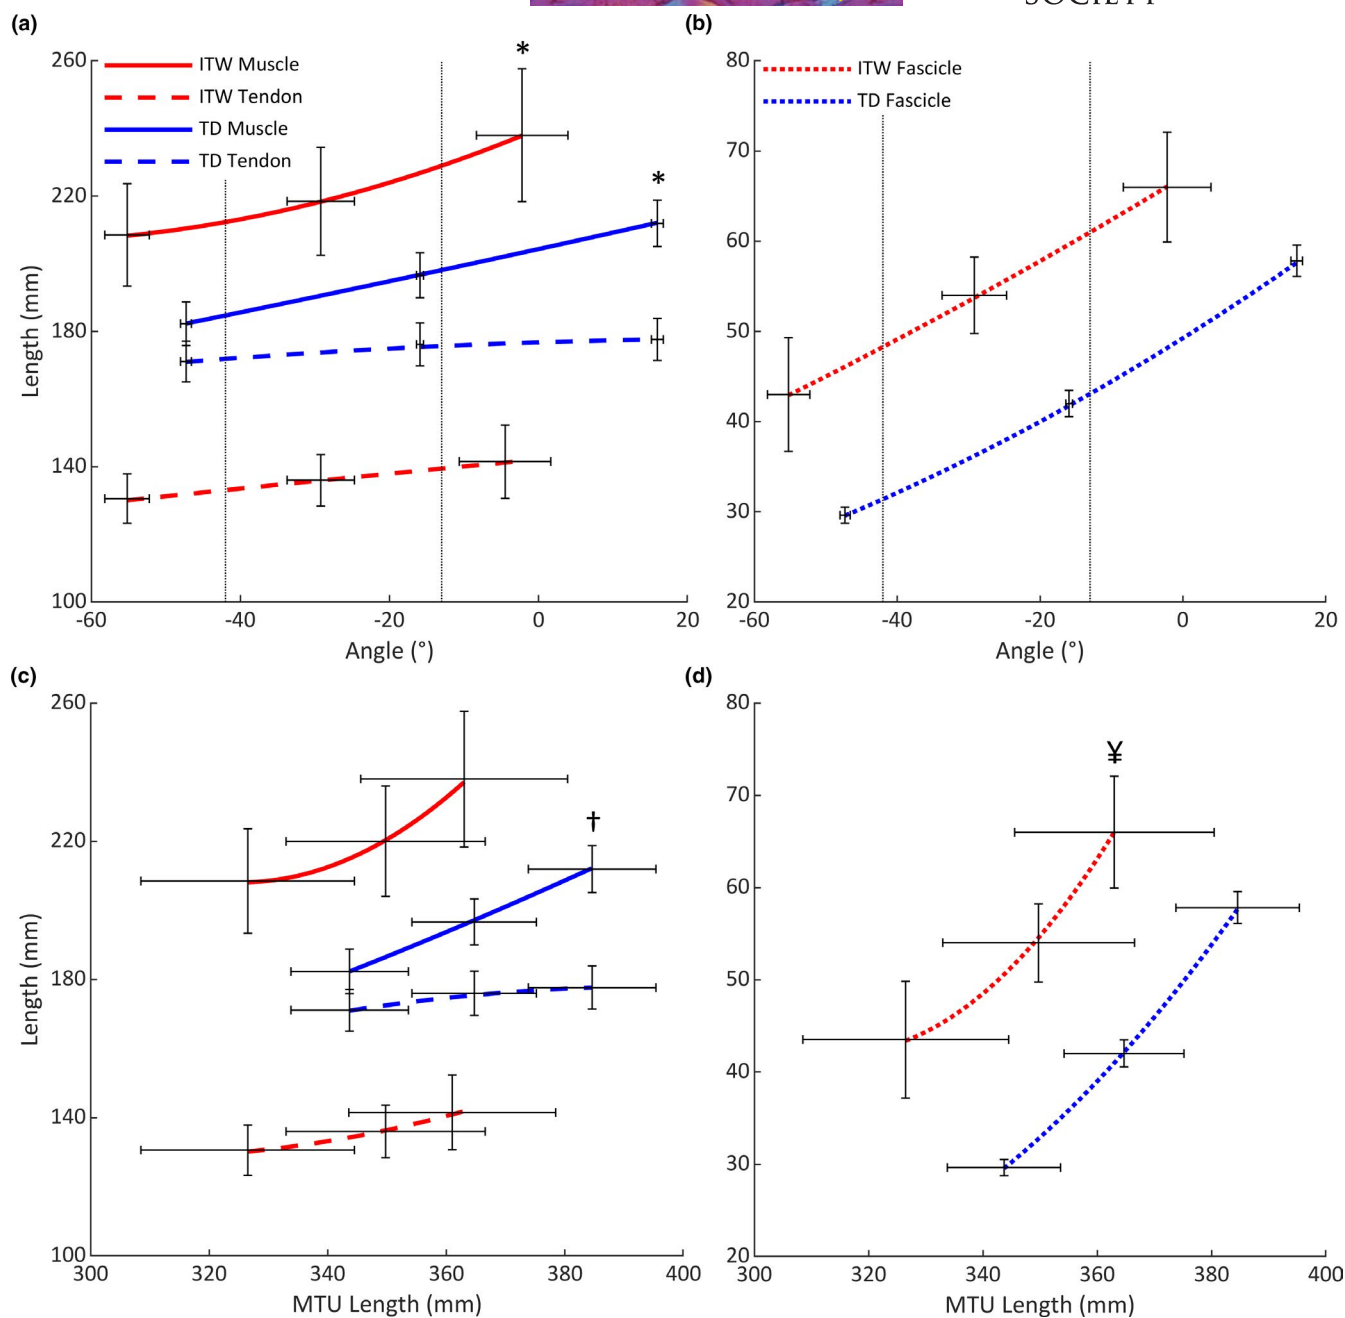 SOCIETY
(a)
*
*
ITW Muscle
ITW Tendon
TD Muscle
TD Tendon
260
220
180
140
100
Length (mm)
-60 -40 -20 0 20
Angle (°)
(b)
ITW Fascicle
TD Fascicle
80
70
60
50
40
30
20
-60 -40 -20 0 20
Angle (°)
(c)
†
260
220
180
140
100
Length (mm)
300 320 340 360 380 400
MTU Length (mm)
(d)
¥
80
70
60
50
40
30
20
300 320 340 360 380 400
MTU Length (mm)